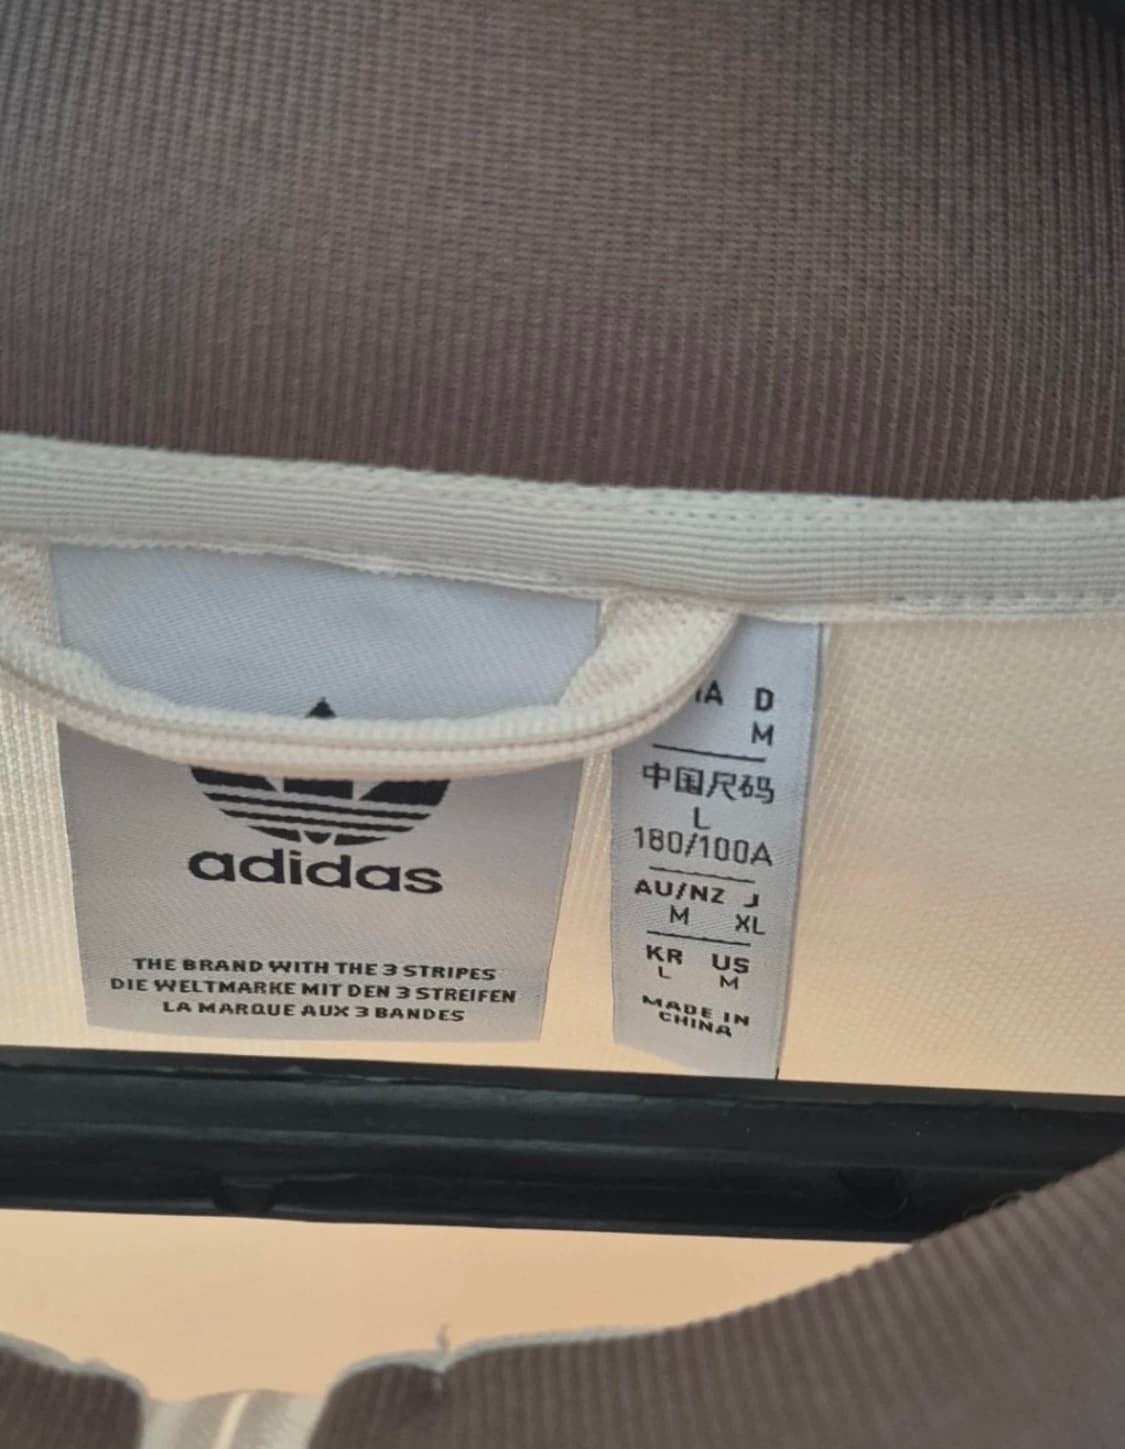 adidas
THE BRAND WITH THE 3 STRIPES
DIE WELTMARKE MIT DEN 3 STREIFEN
LA MARQUE AUX 3 BANDES
D
M
中国尺码
L
180/100A
AU/NZ J
M XL
KR US
L M
MADE IN
CHINA